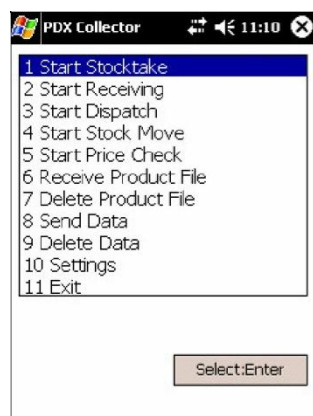 PDX Collector 11:10
1 Start Stocktake
2 Start Receiving
3 Start Dispatch
4 Start Stock Move
5 Start Price Check
6 Receive Product File
7 Delete Product File
8 Send Data
9 Delete Data
10 Settings
11 Exit
Select:Enter